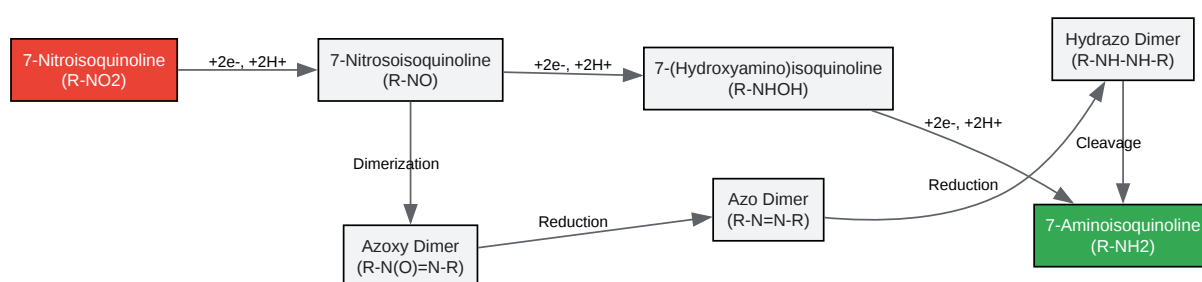 7-Nitroisoquinoline
(R-NO2)
+2e-, +2H+
7-Nitrosoisoquinoline
(R-NO)
+2e-, +2H+
7-(Hydroxyamino)isoquinoline
(R-NHOH)
Hydrazo Dimer
(R-NH-NH-R)
+2e-, +2H+
Cleavage
Dimerization
Reduction
Azo Dimer
(R-N=N-R)
Reduction
7-Aminoisoquinoline
(R-NH2)
Azoxy Dimer
(R-N(O)=N-R)